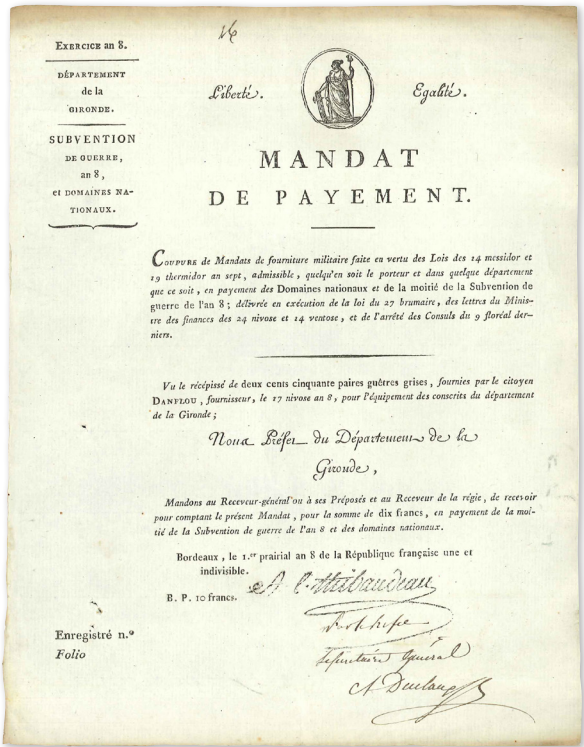 Exercice an 8.
DÉPARTEMENT
de la
GIRONDE.
SUBVENTION
DE GUERRE,
an 8,
et DOMAINES NA-
TIONAUX.
Liberté. Egalité.
MANDAT
DE PAYEMENT.
COUPURE de Mandats de fourniture militaire faite en vertu des Lois des 14 messidor et
19 thermidor an sept, admissible, quelqu'en soit le porteur et dans quelque département
que ce soit, en payement des Domaines nationaux et de la moitié de la Subvention de
guerre de l'an 8; délivrée en exécution de la loi du 27 brumaire, des lettres du Minis-
tre des finances des 24 nivose et 14 ventose, et de l'arrêté des Consuls du 9 floréal der-
niers.
Vu le récépissé de deux cents cinquante paires guêtres grises, fournies par le citoyen
DANFLOU, fournisseur, le 17 nivose an 8, pour l'équipement des conscrits du département
de la Gironde;
Nous Préfet du Département de la
Gironde,
Mandons au Receveur-général ou à ses Préposés et au Receveur de la régie, de recevoir
pour comptant le présent Mandat, pour la somme de dix francs, en payement de la moi-
tié de la Subvention de guerre de l'an 8 et des domaines nationaux.
Bordeaux, le 1.er prairial an 8 de la République française une et
indivisible.
B. P. 10 francs.
Thibaudeau
Secrétaire général
Enregistré n.º
Folio